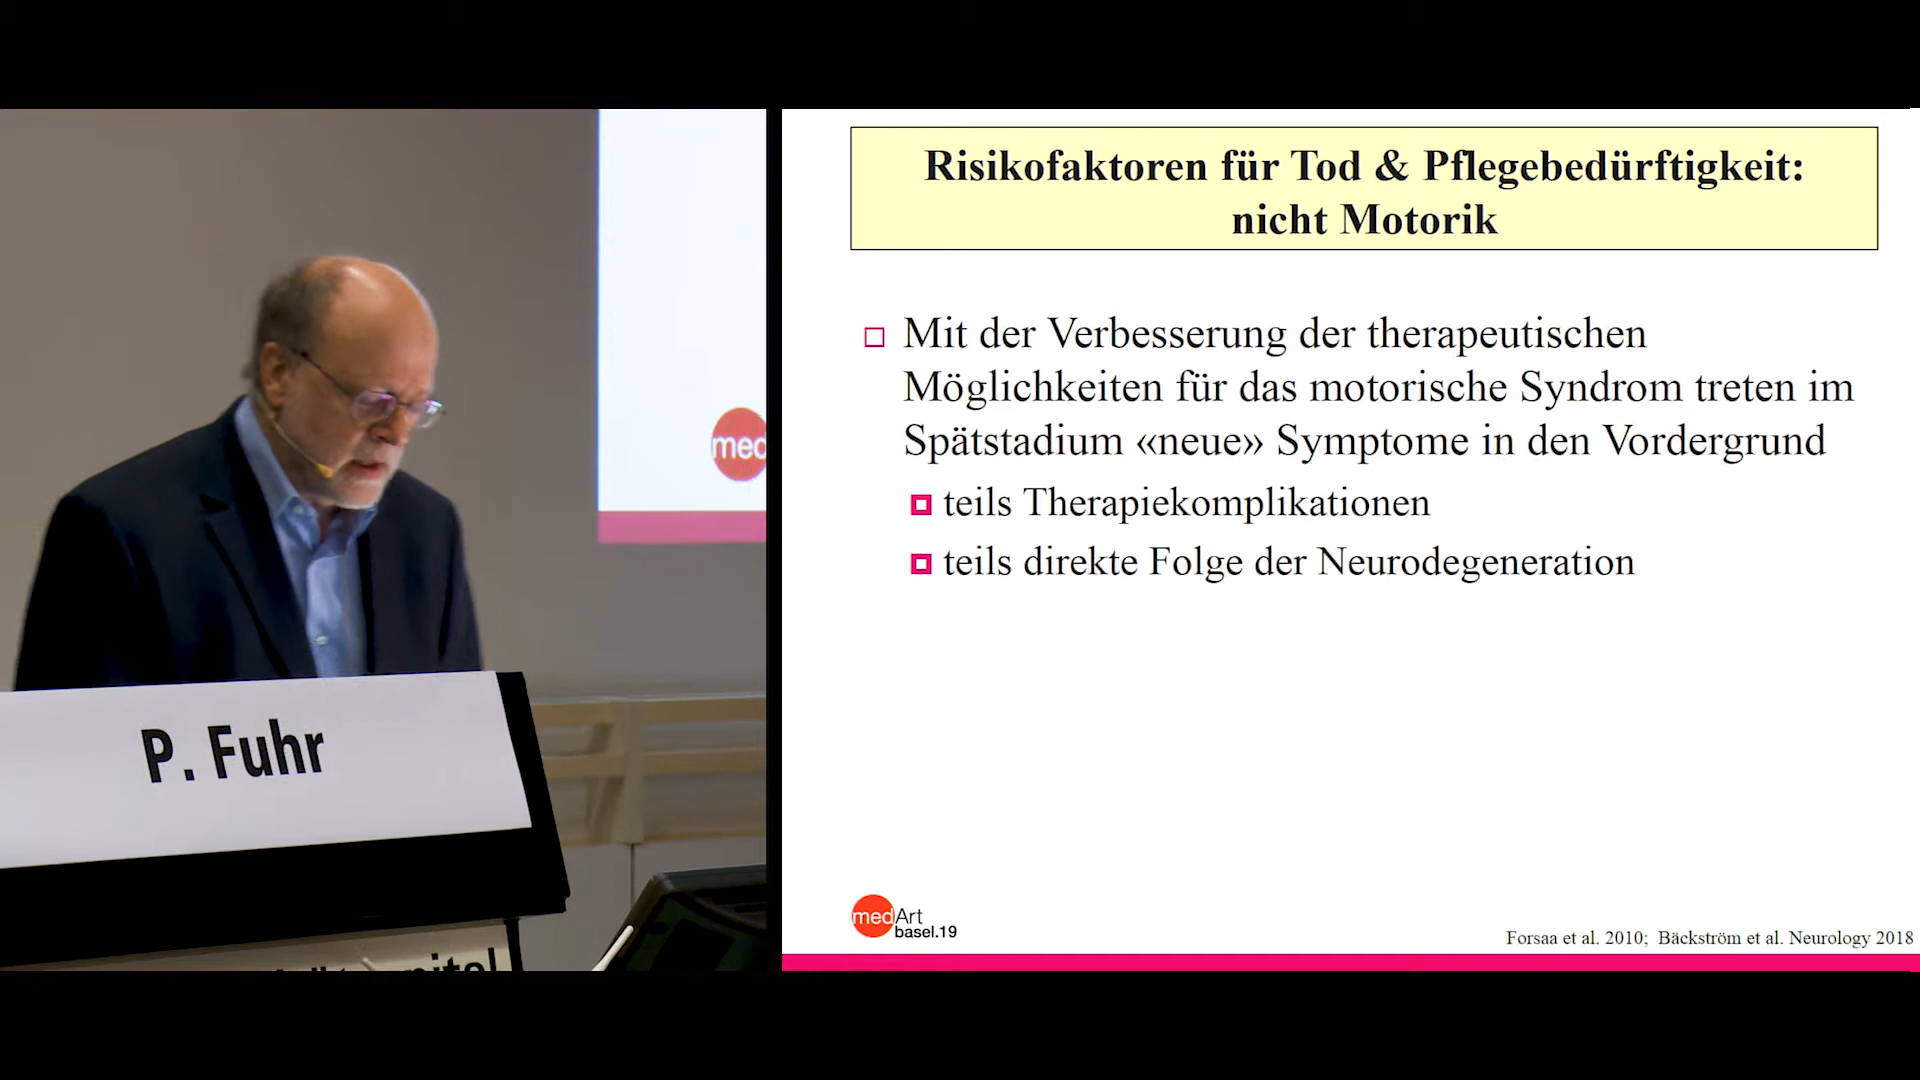 med
P. Fuhr
Risikofaktoren für Tod & Pflegebedürftigkeit:
nicht Motorik
Mit der Verbesserung der therapeutischen
Möglichkeiten für das motorische Syndrom treten im
Spätstadium «neue» Symptome in den Vordergrund
teils Therapiekomplikationen
teils direkte Folge der Neurodegeneration
medArt
basel.19
Forsaa et al. 2010; Bäckström et al. Neurology 2018